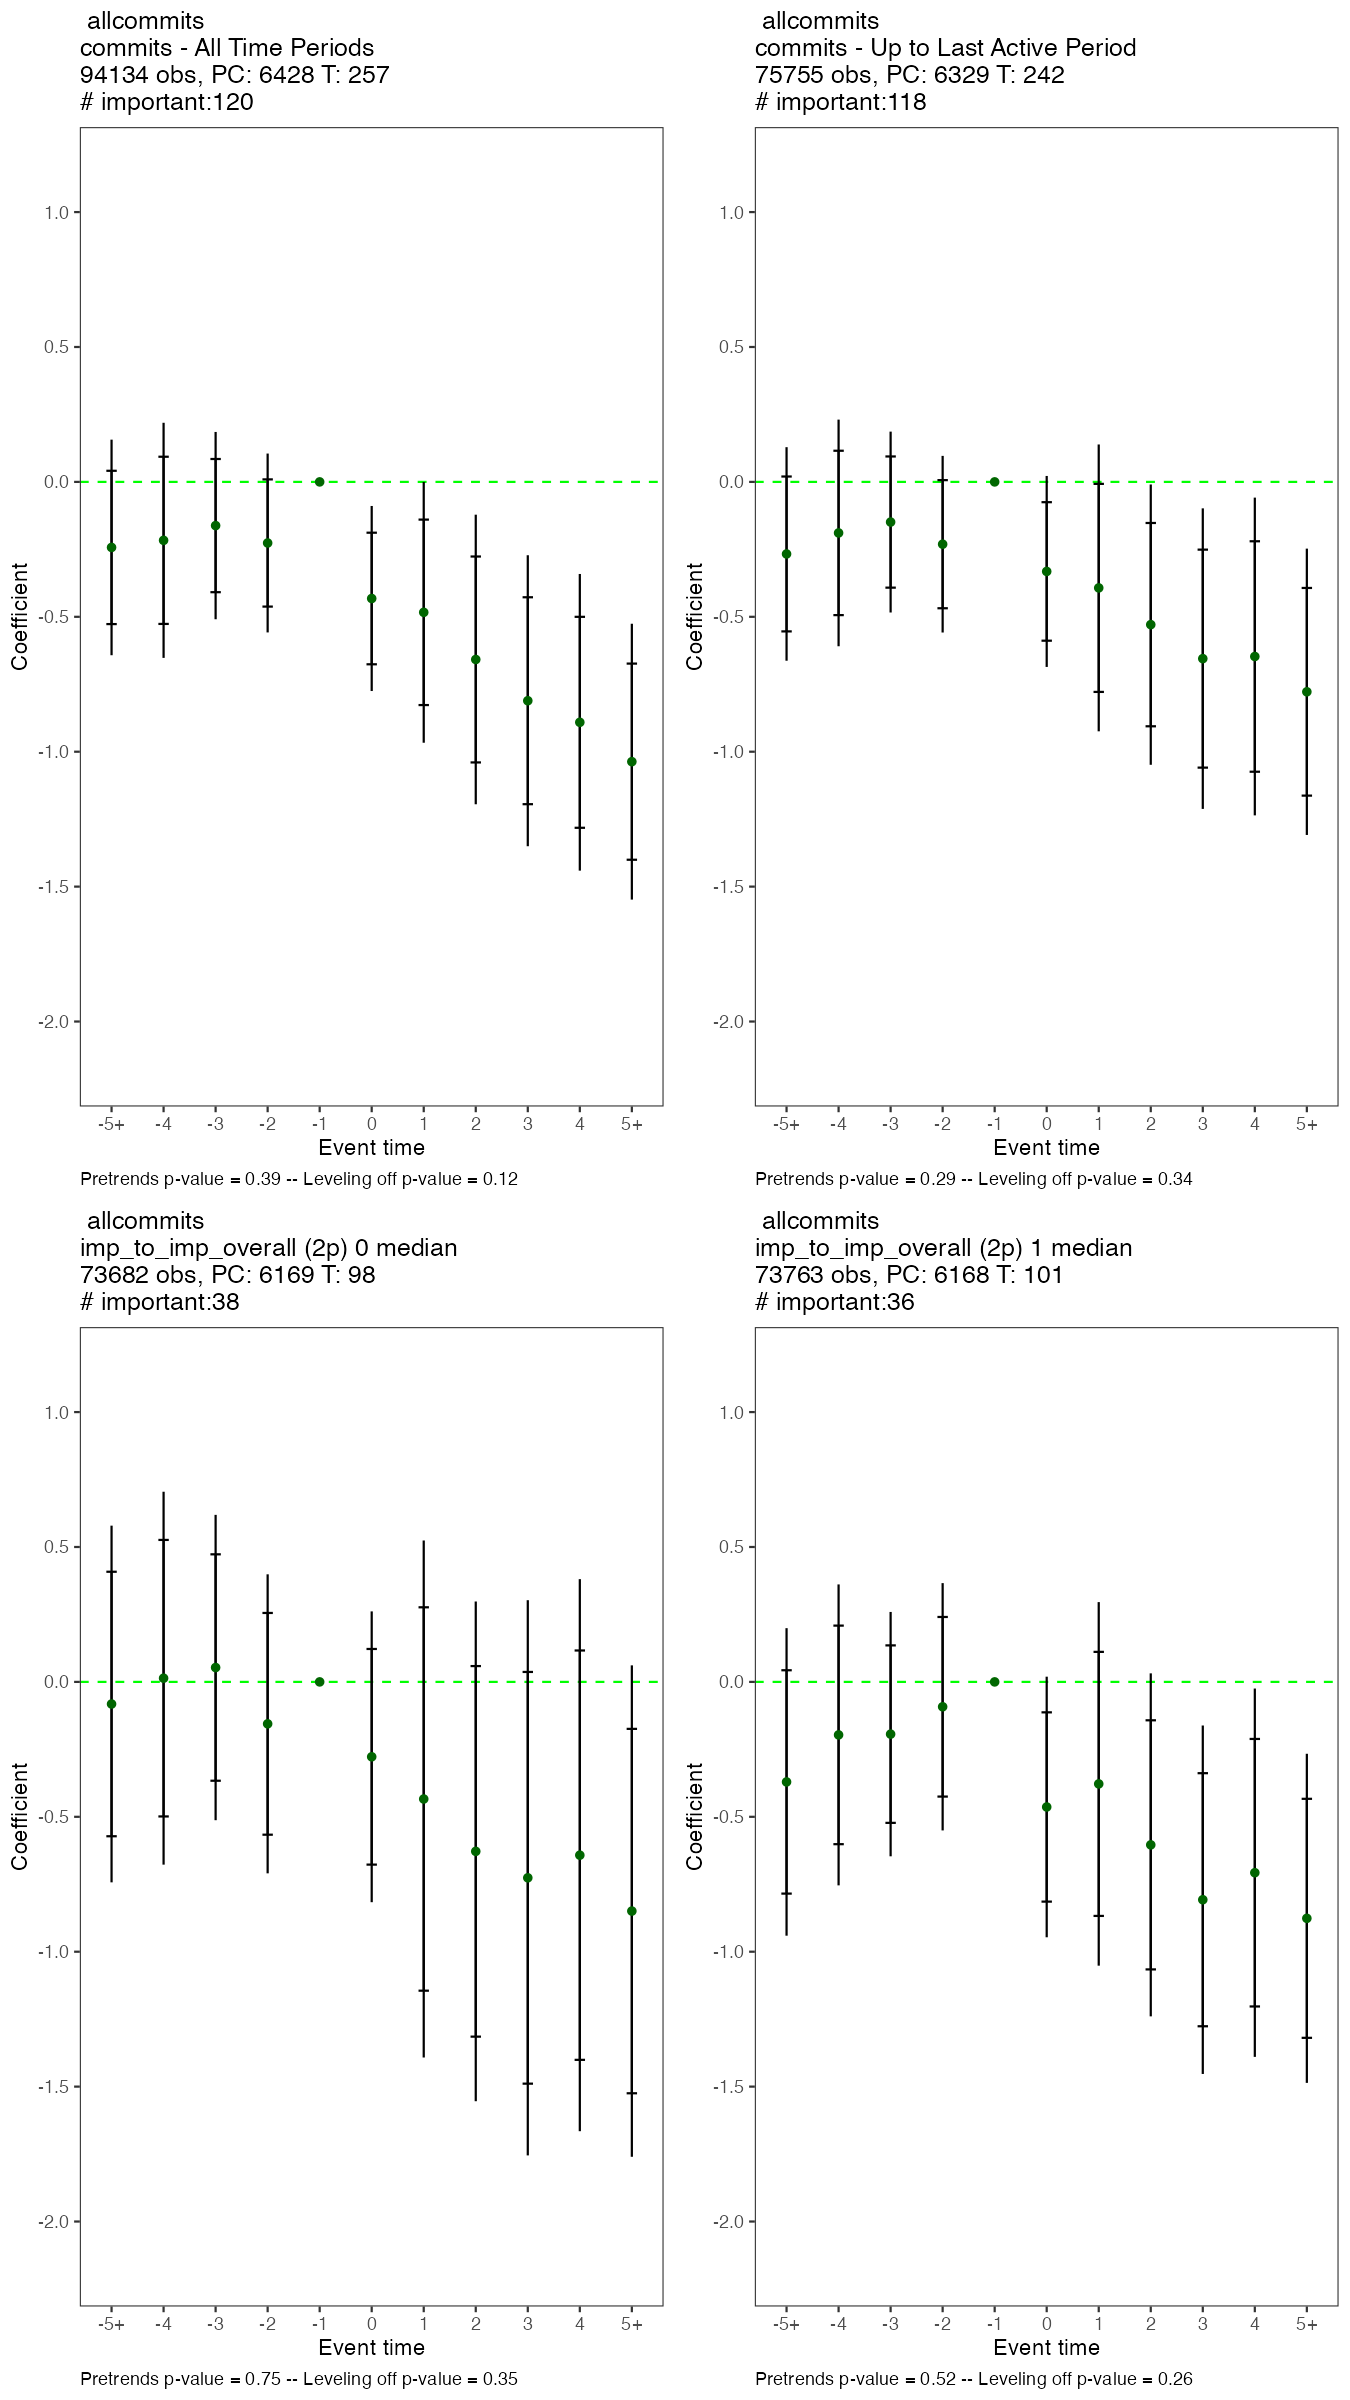 allcommits
commits - All Time Periods
94134 obs, PC: 6428 T: 257
# important:120
1.0
0.5
0.0
-0.5
-1.0
-1.5
-2.0
Coefficient
-5+ -4 -3 -2 -1 0 1 2 3 4 5+
Event time
Pretrends p-value = 0.39 -- Leveling off p-value = 0.12
allcommits
commits - Up to Last Active Period
75755 obs, PC: 6329 T: 242
# important:118
1.0
0.5
0.0
-0.5
-1.0
-1.5
-2.0
Coefficient
-5+ -4 -3 -2 -1 0 1 2 3 4 5+
Event time
Pretrends p-value = 0.29 -- Leveling off p-value = 0.34
allcommits
imp_to_imp_overall (2p) 0 median
73682 obs, PC: 6169 T: 98
# important:38
1.0
0.5
0.0
-0.5
-1.0
-1.5
-2.0
Coefficient
-5+ -4 -3 -2 -1 0 1 2 3 4 5+
Event time
Pretrends p-value = 0.75 -- Leveling off p-value = 0.35
allcommits
imp_to_imp_overall (2p) 1 median
73763 obs, PC: 6168 T: 101
# important:36
1.0
0.5
0.0
-0.5
-1.0
-1.5
-2.0
Coefficient
-5+ -4 -3 -2 -1 0 1 2 3 4 5+
Event time
Pretrends p-value = 0.52 -- Leveling off p-value = 0.26